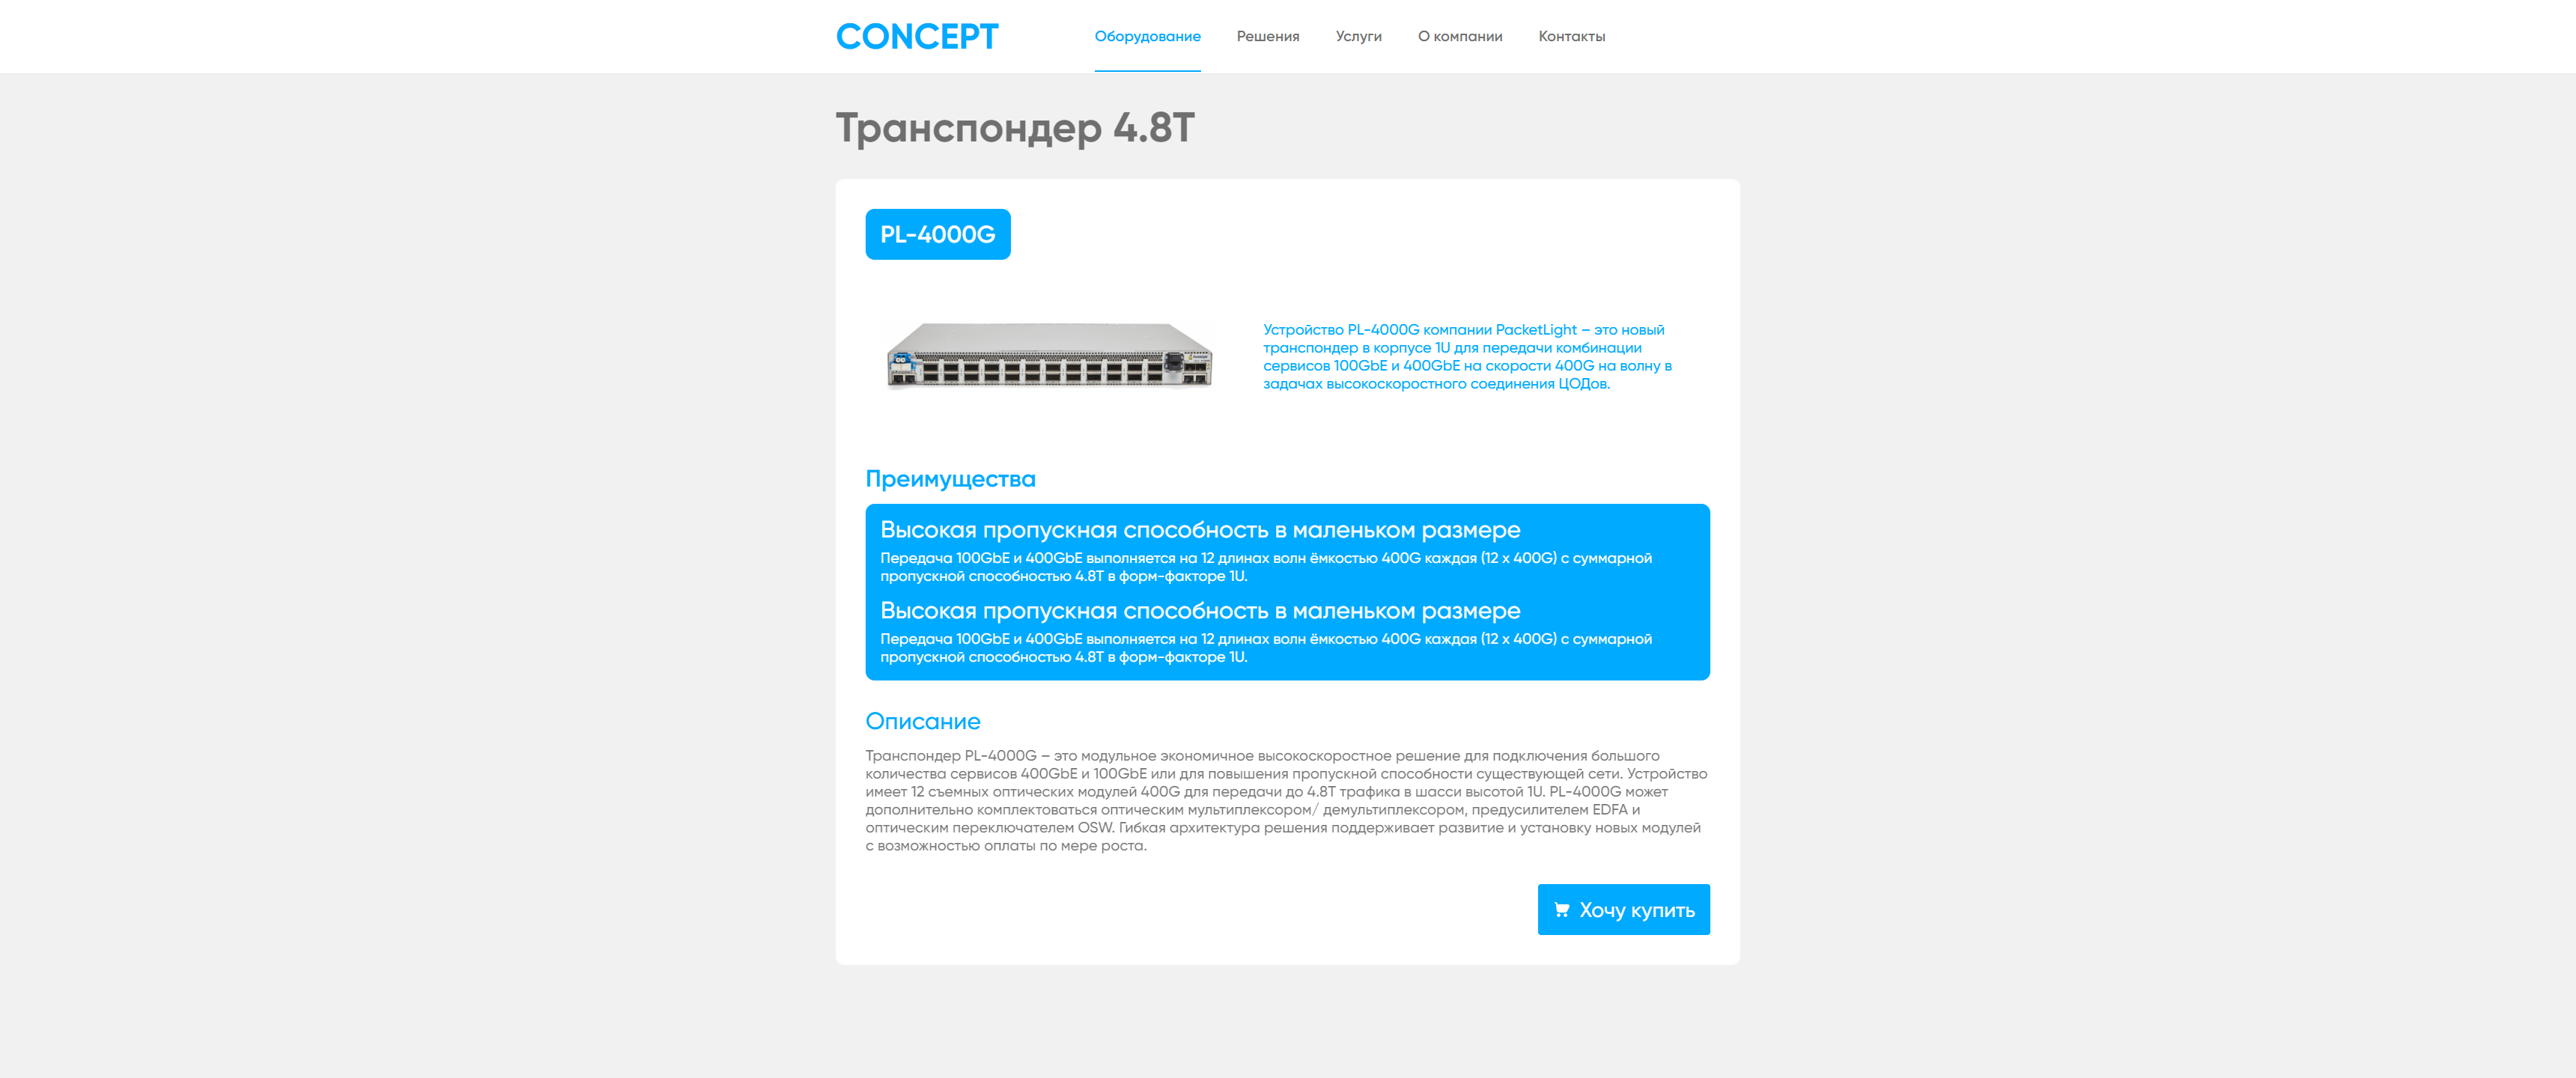 CONCEPT
Оборудование Решения Услуги О компании Контакты
Транспондер 4.8Т
PL-4000G
Устройство PL-4000G компании PacketLight – это новый
транспондер в корпусе 1U для передачи комбинации
сервисов 100GbE и 400GbE на скорости 400G на волну в
задачах высокоскоростного соединения ЦОДов.
Преимущества
Высокая пропускная способность в маленьком размере
Передача 100GbE и 400GbE выполняется на 12 длинах волн ёмкостью 400G каждая (12 x 400G) с суммарной
пропускной способностью 4.8Т в форм-факторе 1U.
Высокая пропускная способность в маленьком размере
Передача 100GbE и 400GbE выполняется на 12 длинах волн ёмкостью 400G каждая (12 x 400G) с суммарной
пропускной способностью 4.8Т в форм-факторе 1U.
Описание
Транспондер PL-4000G – это модульное экономичное высокоскоростное решение для подключения большого
количества сервисов 400GbE и 100GbE или для повышения пропускной способности существующей сети. Устройство
имеет 12 съемных оптических модулей 400G для передачи до 4.8Т трафика в шасси высотой 1U. PL-4000G может
дополнительно комплектоваться оптическим мультиплексором/ демультиплексором, предусилителем EDFA и
оптическим переключателем OSW. Гибкая архитектура решения поддерживает развитие и установку новых модулей
с возможностью оплаты по мере роста.
Хочу купить